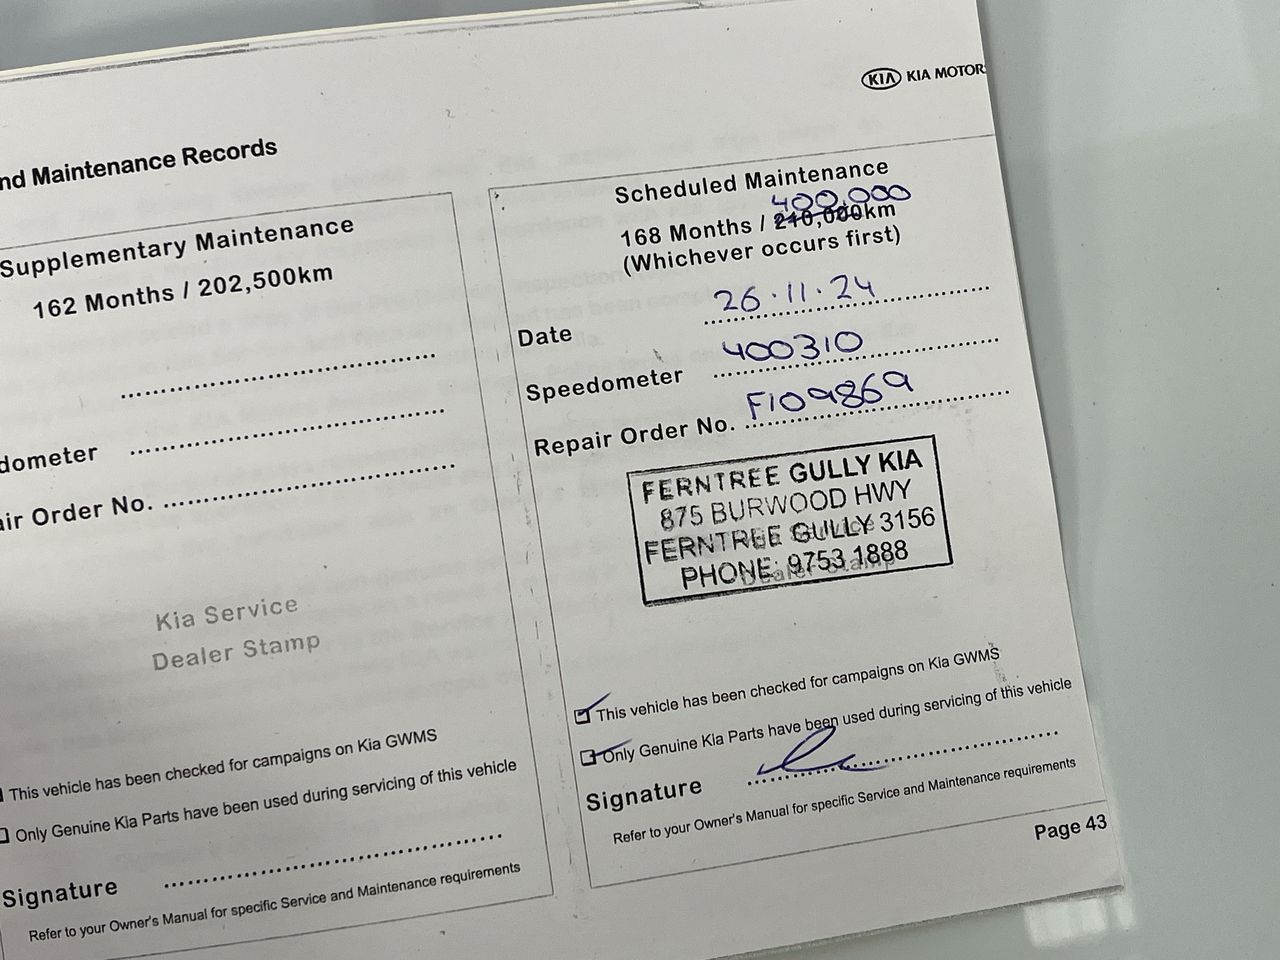 KIA KIA MOTOR
nd Maintenance Records
Supplementary Maintenance
162 Months / 202,500km
dometer
air Order No.
Kia Service
Dealer Stamp
This vehicle has been checked for campaigns on Kia GWMS
Only Genuine Kia Parts have been used during servicing of this vehicle
Signature
Refer to your Owner's Manual for specific Service and Maintenance requirements
Scheduled Maintenance
400,000
168 Months / 210,000km
(Whichever occurs first)
Date 26.11.24
Speedometer 400310
Repair Order No. F109869
FERNTREE GULLY KIA
875 BURWOOD HWY
FERNTREE GULLY 3156
PHONE: 9753 1888
Dealer Stamp
This vehicle has been checked for campaigns on Kia GWMS
Only Genuine Kia Parts have been used during servicing of this vehicle
Signature
Refer to your Owner's Manual for specific Service and Maintenance requirements
Page 43